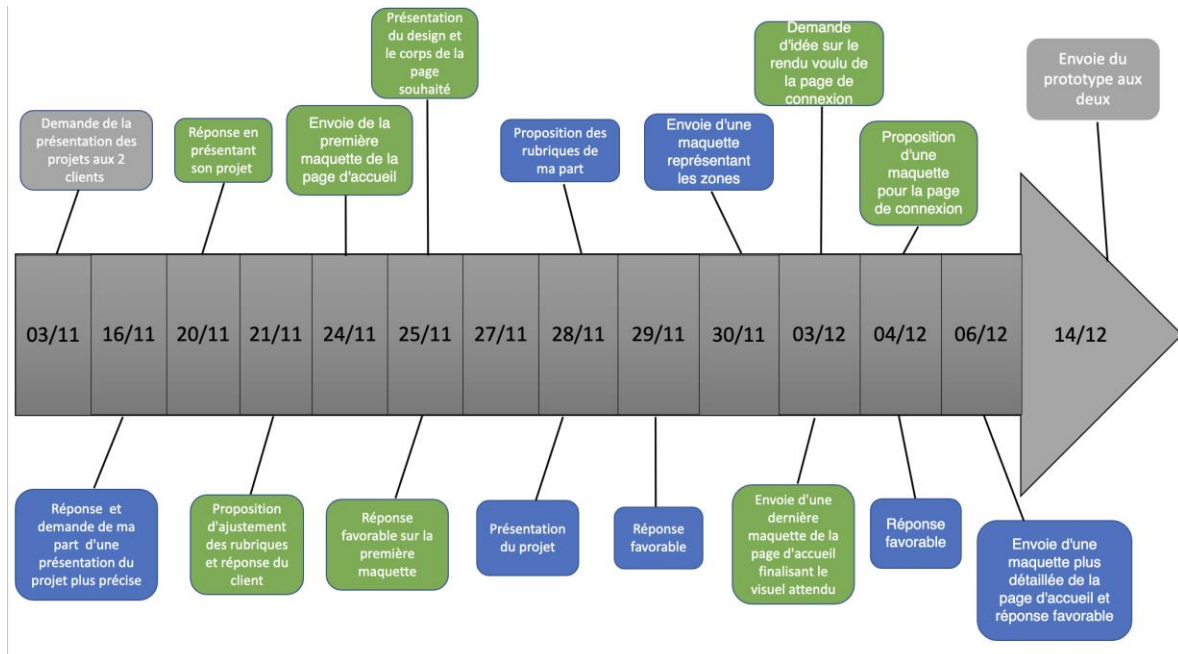 Présentation
du design et
le corps de la
page
souhaité
Demande
d'idée sur le
rendu voulu de
la page de
connexion
Envoie du
prototype aux
deux
Demande de la
présentation des
projets aux 2
clients
Réponse en
présentant
son projet
Envoie de la
première
maquette de la
page d'accueil
Proposition des
rubriques de
ma part
Envoie d'une
maquette
représentant
les zones
Proposition
d'une
maquette
pour la page
de connexion
03/11 16/11 20/11 21/11 24/11 25/11 27/11 28/11 29/11 30/11 03/12 04/12 06/12 14/12
Réponse et
demande de ma
part d'une
présentation du
projet plus précise
Proposition
d'ajustement
des rubriques
et réponse du
client
Réponse
favorable sur la
première
maquette
Présentation
du projet
Réponse
favorable
Envoie d'une
dernière
maquette de la
page d'accueil
finalisant le
visuel attendu
Réponse
favorable
Envoie d'une
maquette plus
détaillée de la
page d'accueil et
réponse favorable